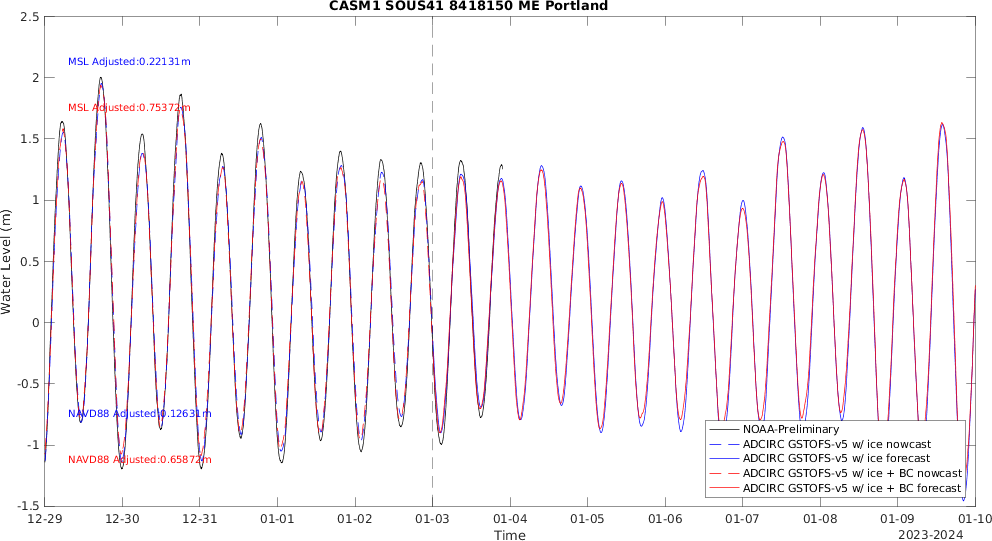 CASM1 SOUS41 8418150 ME Portland
2.5
2
1.5
1
0.5
0
-0.5
-1
-1.5
Water Level (m)
MSL Adjusted:0.22131m
MSL Adjusted:0.75372m
NAVD88 Adjusted:0.12631m
NAVD88 Adjusted:0.65872m
NOAA-Preliminary
ADCIRC GSTOFS-v5 w/ ice nowcast
ADCIRC GSTOFS-v5 w/ ice forecast
ADCIRC GSTOFS-v5 w/ ice + BC nowcast
ADCIRC GSTOFS-v5 w/ ice + BC forecast
12-29 12-30 12-31 01-01 01-02 01-03 01-04 01-05 01-06 01-07 01-08 01-09 01-10
Time
2023-2024